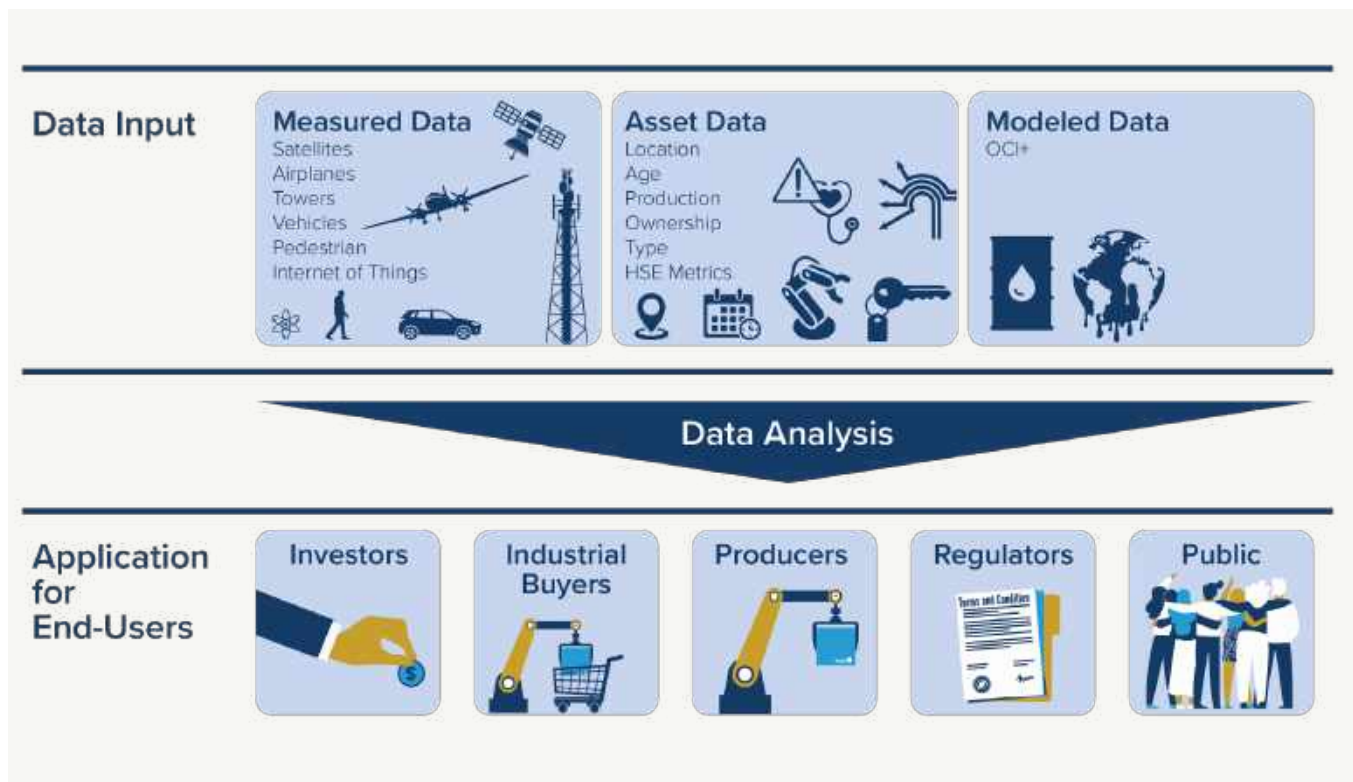 Data Input
Measured Data
Satellites
Airplanes
Towers
Vehicles
Pedestrian
Internet of Things
Asset Data
Location
Age
Production
Ownership
Type
HSE Metrics
Modeled Data
OCI+
Data Analysis
Application
for
End-Users
Investors
$
Industrial
Buyers
Producers
Regulators
Terms and Condition
Public